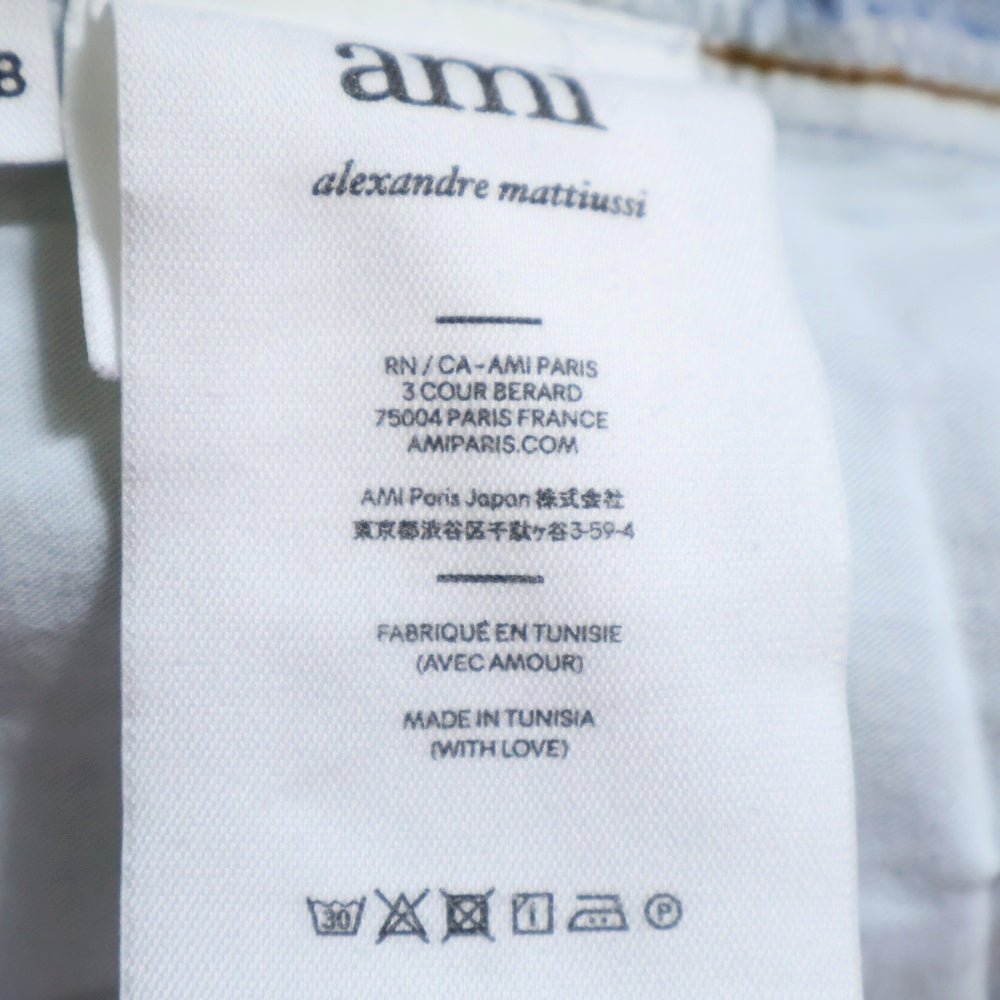 8
ami
alexandre mattiussi
RN / CA - AMI PARIS
3 COUR BERARD
75004 PARIS FRANCE
AMIPARIS.COM
AMI Paris Japan 株式会社
東京都渋谷区千駄ヶ谷3-59-4
FABRIQUÉ EN TUNISIE
(AVEC AMOUR)
MADE IN TUNISIA
(WITH LOVE)
30 P